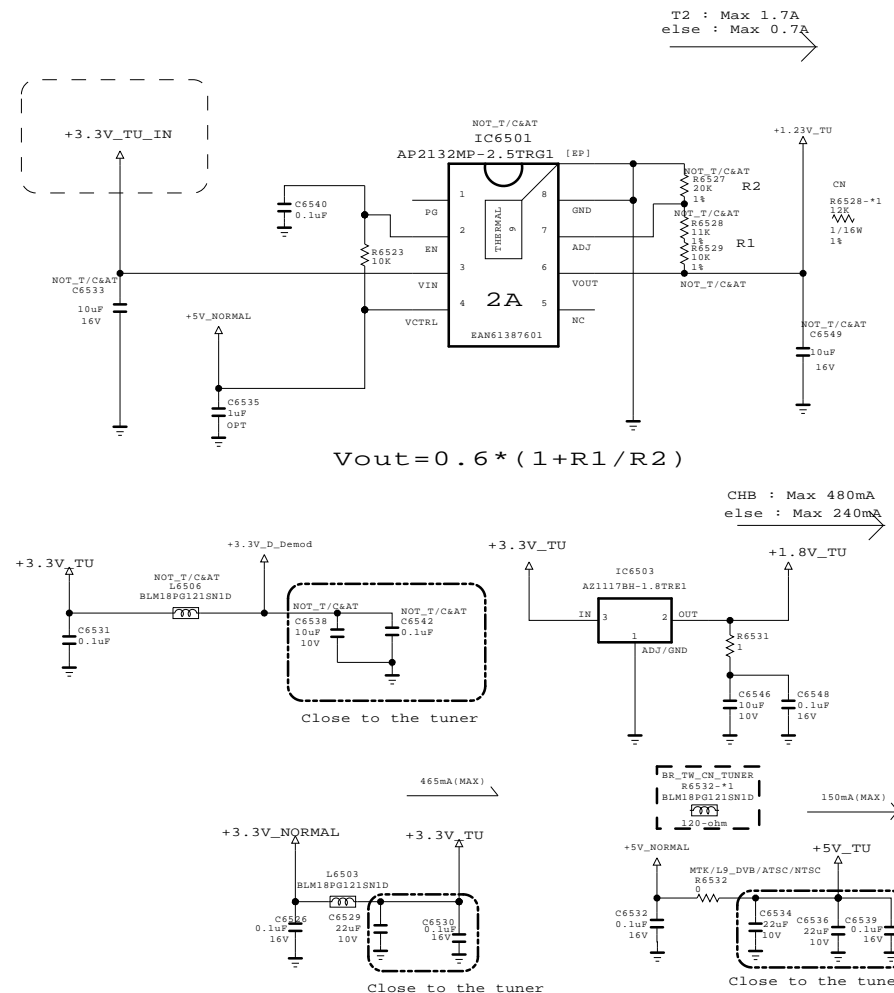 T2 : Max 1.7A
else : Max 0.7A
+3.3V_TU_IN
NOT_T/C&AT
IC6501
AP2132MP-2.5TRG1
[EP]
+1.23V_TU
C6540
0.1uF
1
PG
2
EN
3
VIN
4
VCTRL
THERMAL
9
2A
EAN61387601
8
GND
7
ADJ
6
VOUT
5
NC
NOT_T/C&AT
R6527
20K
1%
R2
NOT_T/C&AT
R6528
11K
1%
R6529
10K
1%
R1
NOT_T/C&AT
CN
R6528-*1
12K
1/16W
1%
R6523
10K
NOT_T/C&AT
C6533
10uF
16V
+5V_NORMAL
C6535
1uF
OPT
NOT_T/C&AT
C6549
10uF
16V
Vout=0.6*(1+R1/R2)
CHB : Max 480mA
else : Max 240mA
+3.3V_TU
+3.3V_D_Demod
NOT_T/C&AT
L6506
BLM18PG121SN1D
C6531
0.1uF
NOT_T/C&AT
C6538
10uF
10V
NOT_T/C&AT
C6542
0.1uF
Close to the tuner
+3.3V_TU
IC6503
AZ1117BH-1.8TRE1
+1.8V_TU
IN
3
2
OUT
1
ADJ/GND
R6531
1
C6546
10uF
10V
C6548
0.1uF
16V
465mA(MAX)
+3.3V_NORMAL
+3.3V_TU
L6503
BLM18PG121SN1D
C6526
0.1uF
16V
C6529
22uF
10V
C6530
0.1uF
16V
Close to the tuner
BR_TW_CN_TUNER
R6532-*1
BLM18PG121SN1D
120-ohm
150mA(MAX)
+5V_NORMAL
+5V_TU
MTK/L9_DVB/ATSC/NTSC
R6532
0
C6532
0.1uF
16V
C6534
22uF
10V
C6536
22uF
10V
C6539
0.1uF
16V
Close to the tune